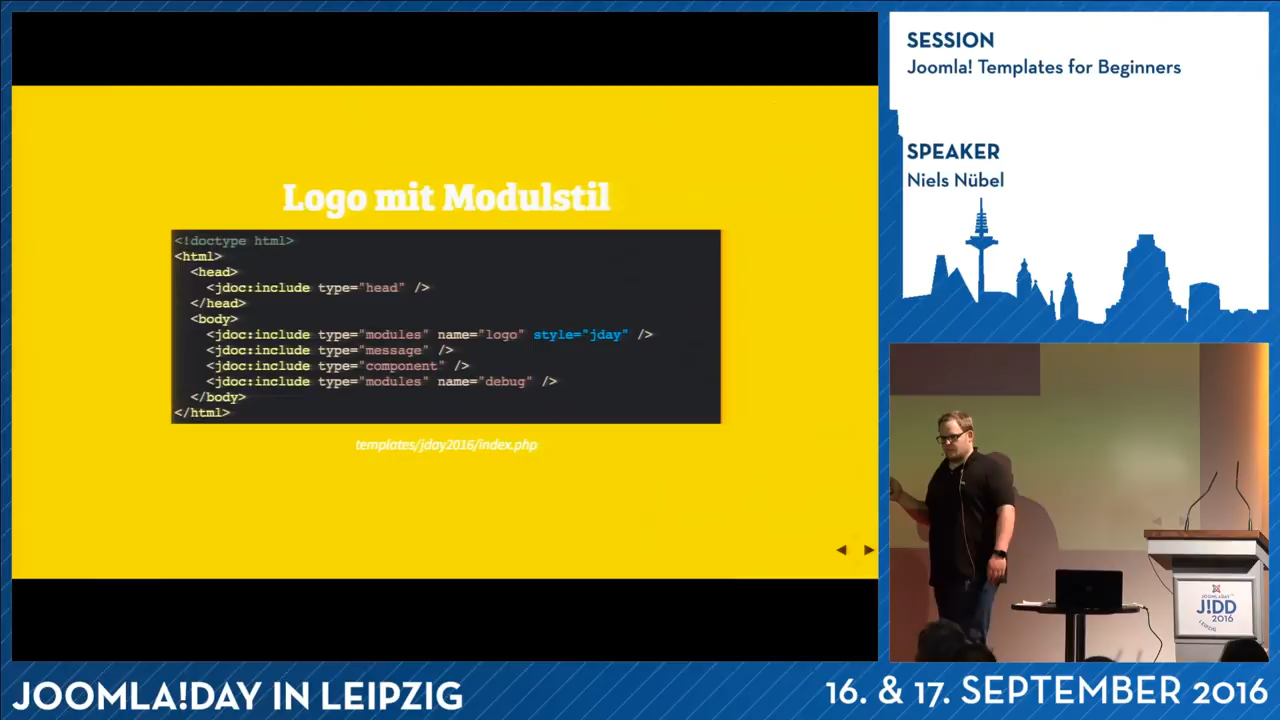 SESSION
Joomla! Templates for Beginners
SPEAKER
Niels Nübel
Logo mit Modulstil
<!doctype html>
<html>
<head>
<jdoc:include type="head" />
</head>
<body>
<jdoc:include type="modules" name="logo" style="jday" />
<jdoc:include type="message" />
<jdoc:include type="component" />
<jdoc:include type="modules" name="debug" />
</body>
</html>
templates/jday2016/index.php
JOOMLA!DAY
J!DD
2016
LEIPZIG
JOOMLA!DAY IN LEIPZIG
16. & 17. SEPTEMBER 2016